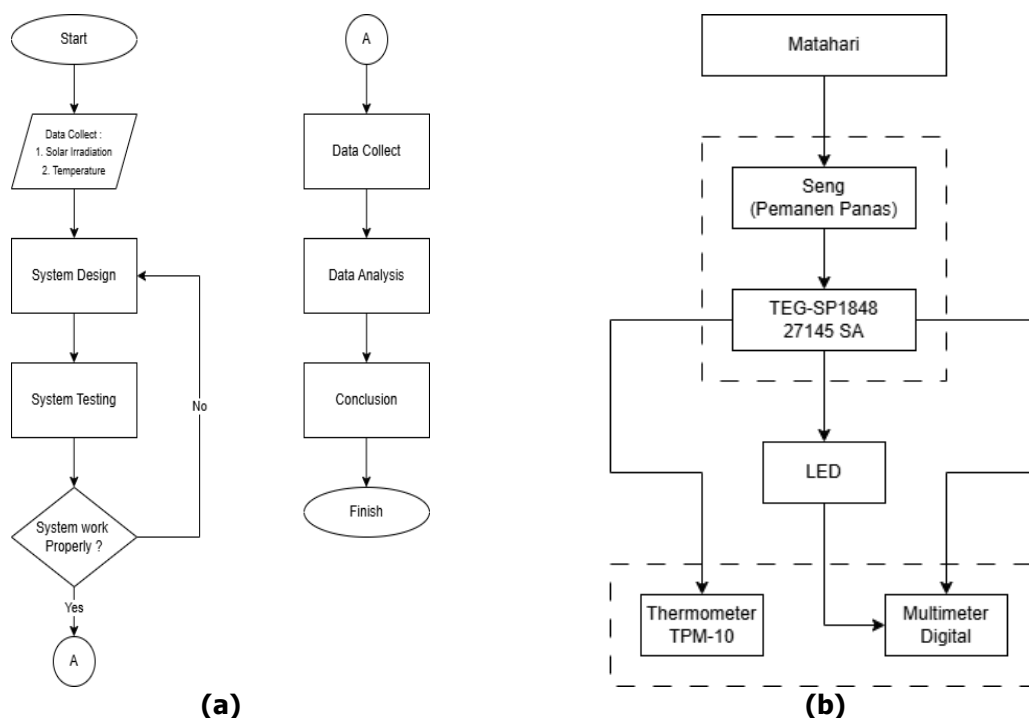 Start
Data Collect :
1. Solar Irradiation
2. Temperature
System Design
System Testing
No
System work
Properly ?
Yes
A
A
Data Collect
Data Analysis
Conclusion
Finish
(a)
Matahari
Seng
(Pemanen Panas)
TEG-SP1848
27145 SA
LED
Thermometer
TPM-10
Multimeter
Digital
(b)